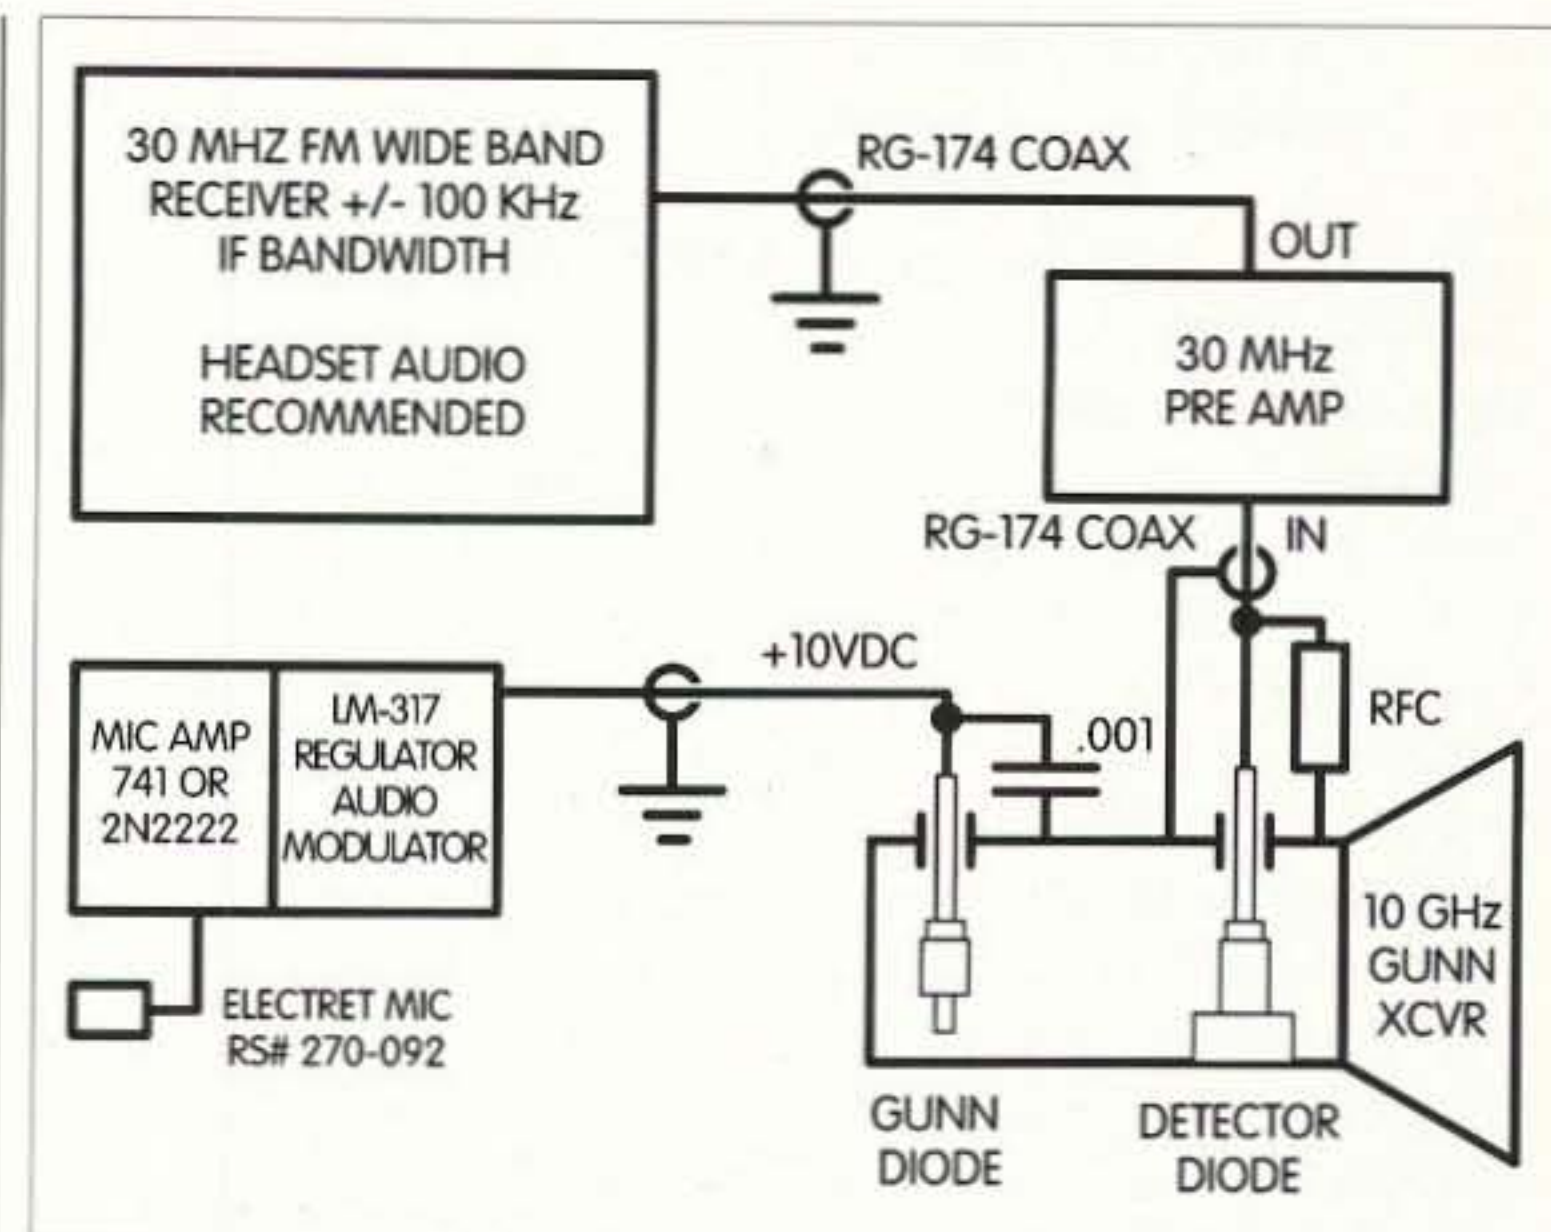 30 MHZ FM WIDE BAND
RECEIVER +/- 100 KHz
IF BANDWIDTH
HEADSET AUDIO
RECOMMENDED
RG-174 COAX
OUT
30 MHz
PRE AMP
RG-174 COAX
IN
+10VDC
.001
RFC
MIC AMP
741 OR
2N2222
LM-317
REGULATOR
AUDIO
MODULATOR
ELECTRET MIC
RS# 270-092
10 GHz
GUNN
XCVR
GUNN
DIODE
DETECTOR
DIODE